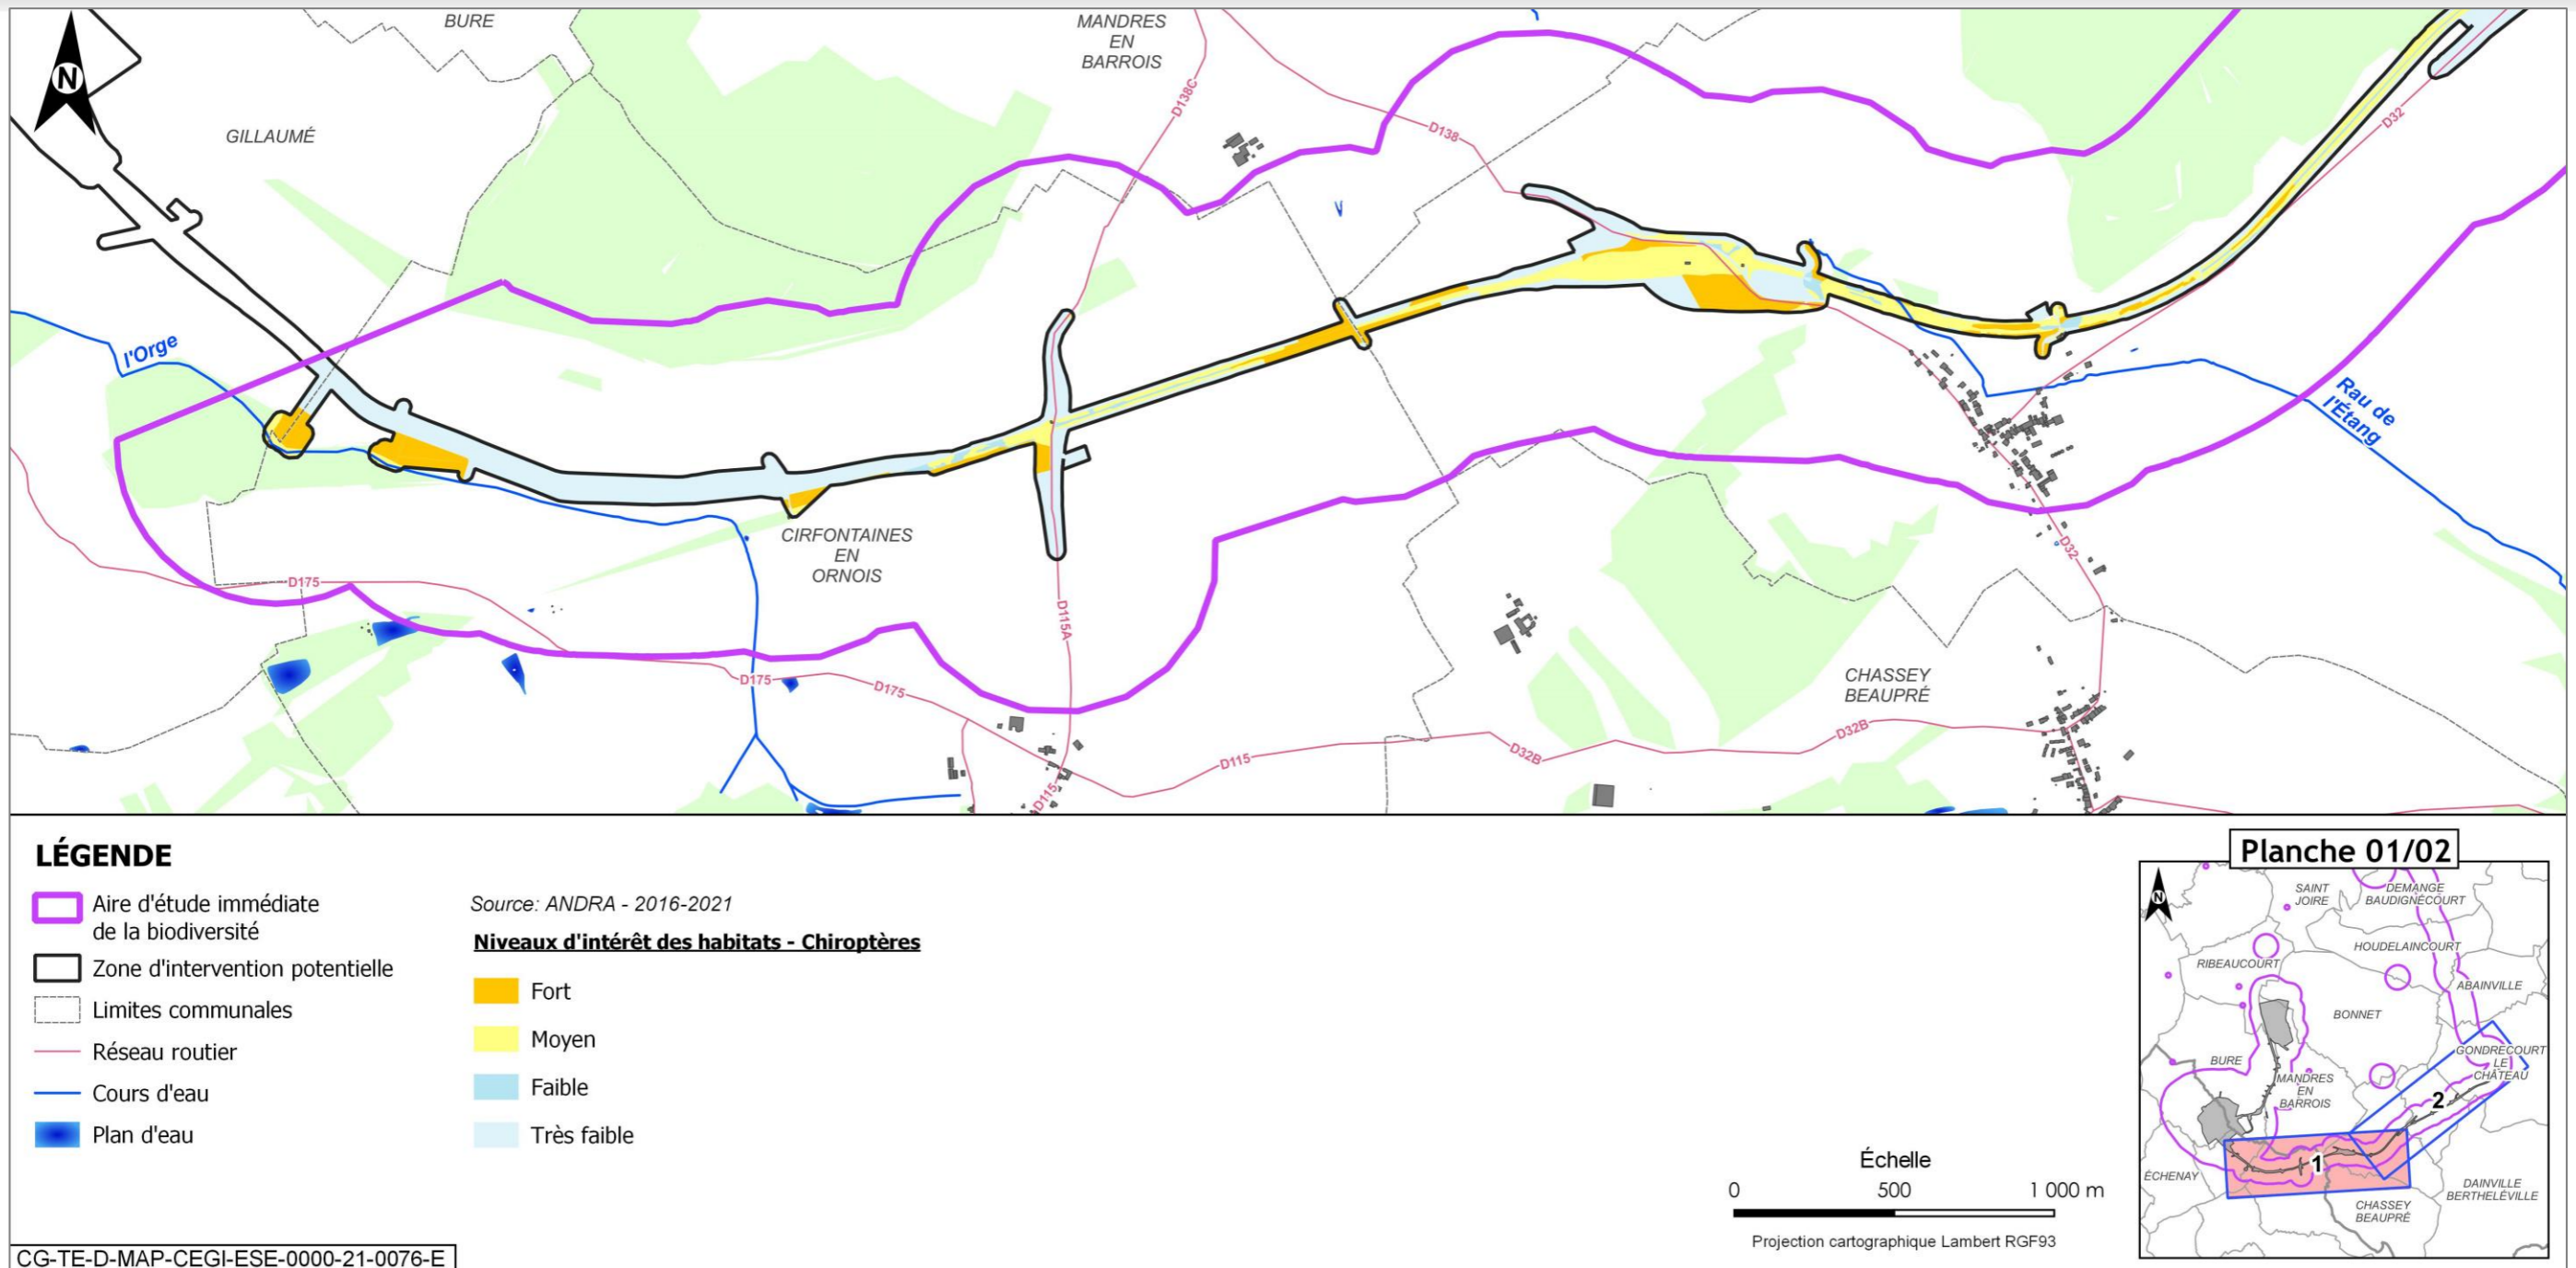 BURE
MANDRES
EN
BARROIS
N
GILLAUMÉ
D138C
D138
D32
l'Orge
Rau de
l'Étang
CIRFONTAINES
EN
ORNOIS
D175
D115A
D32
D175
D175
CHASSEY
BEAUPRÉ
D115
D32B
D32B
D115
LÉGENDE
Aire d'étude immédiate
de la biodiversité
Zone d'intervention potentielle
Limites communales
Réseau routier
Cours d'eau
Plan d'eau
Source: ANDRA - 2016-2021
Niveaux d'intérêt des habitats - Chiroptères
Fort
Moyen
Faible
Très faible
Échelle
0 500 1 000 m
Projection cartographique Lambert RGF93
Planche 01/02
N
SAINT
JOIRE
DEMANGE
BAUDIGNÉCOURT
HOUDELAINCOURT
RIBEAUCOURT
ABAINVILLE
BONNET
BURE
GONDRECOURT
LE
CHÂTEAU
MANDRES
EN
BARROIS
2
1
ÉCHENAY
DAINVILLE
BERTHELÉVILLE
CHASSEY
BEAUPRÉ
CG-TE-D-MAP-CEGI-ESE-0000-21-0076-E